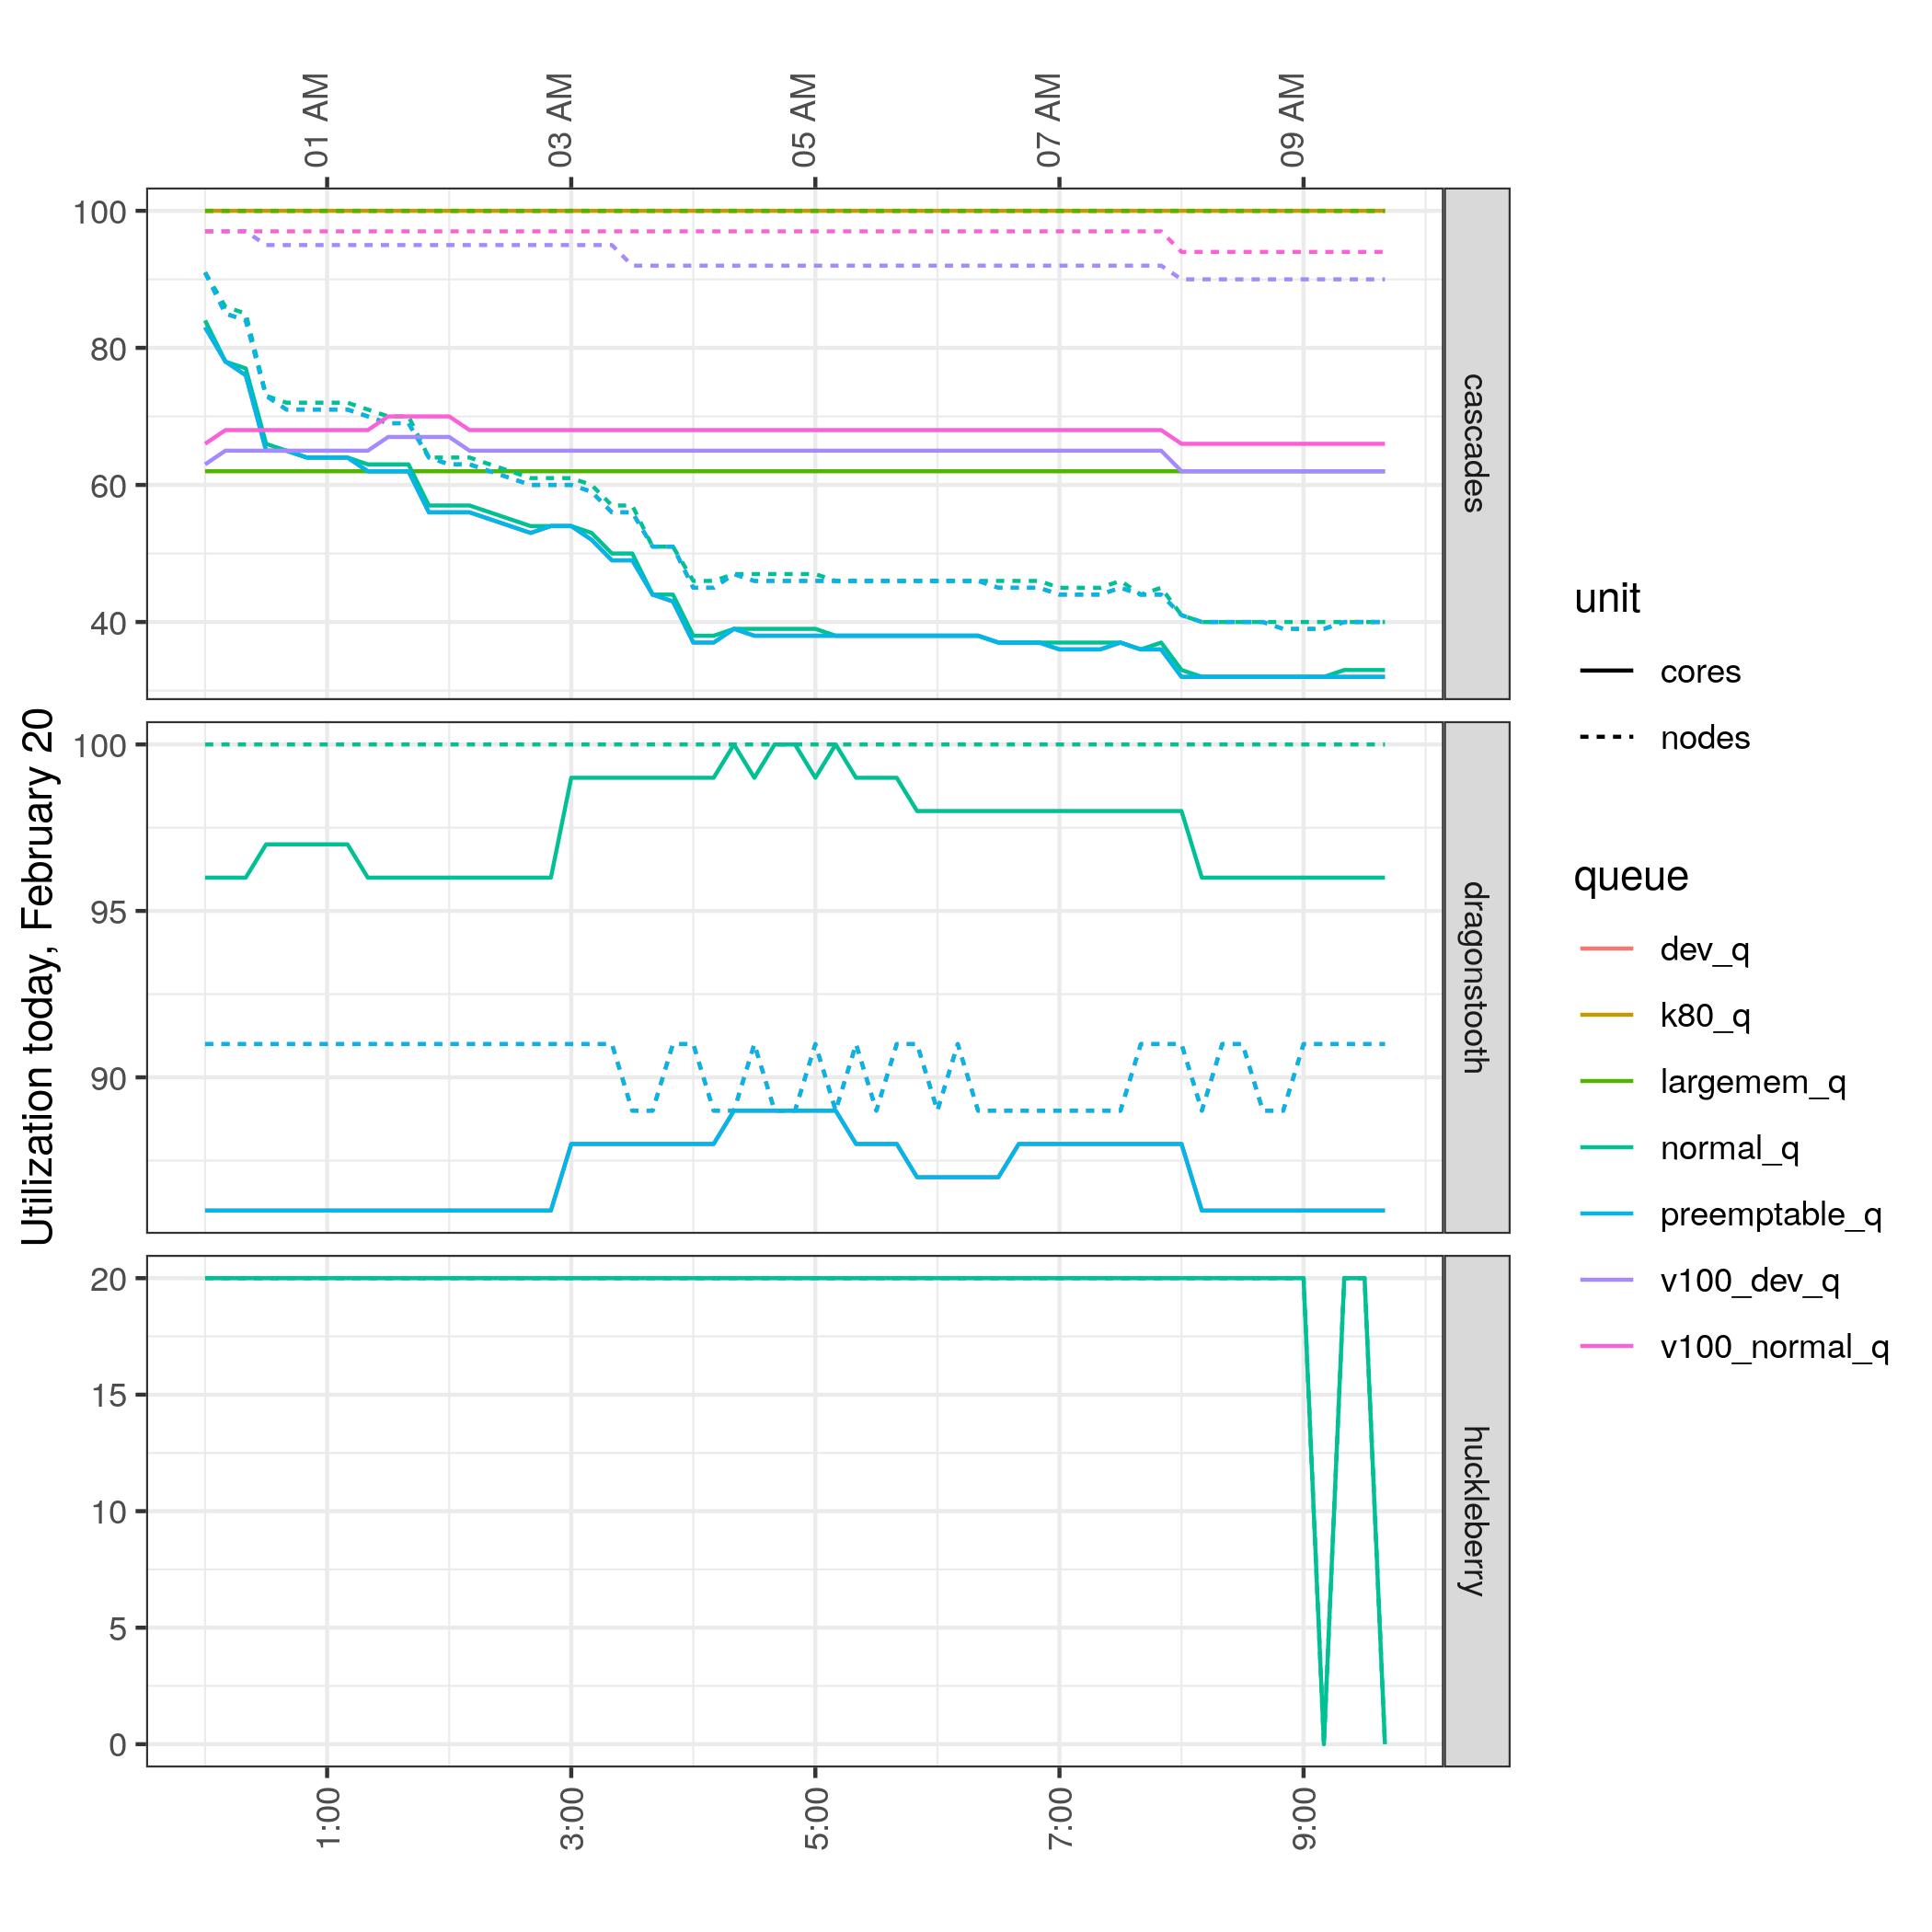 01 AM
03 AM
05 AM
07 AM
09 AM
Utilization today, February 20
100
80
60
40
cascades
100
95
90
dragonstooth
20
15
10
5
0
huckleberry
1:00
3:00
5:00
7:00
9:00
unit
cores
nodes
queue
dev_q
k80_q
largemem_q
normal_q
preemptable_q
v100_dev_q
v100_normal_q